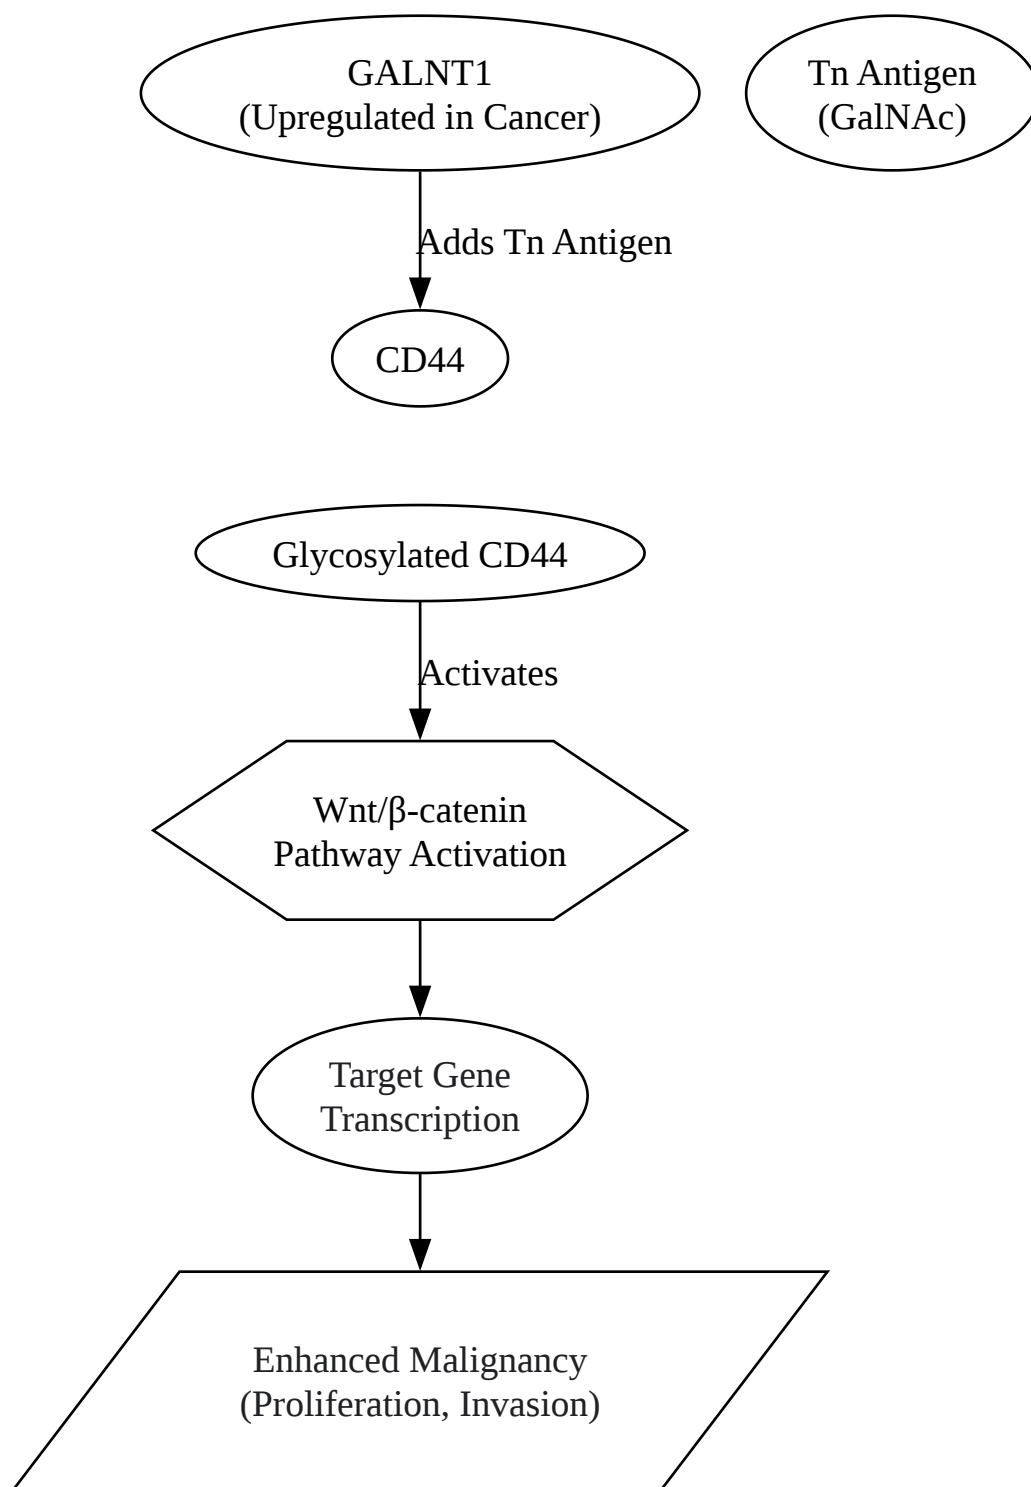 GALNT1
(Upregulated in Cancer)
Tn Antigen
(GalNAc)
Adds Tn Antigen
CD44
Glycosylated CD44
Activates
Wnt/β-catenin
Pathway Activation
Target Gene
Transcription
Enhanced Malignancy
(Proliferation, Invasion)